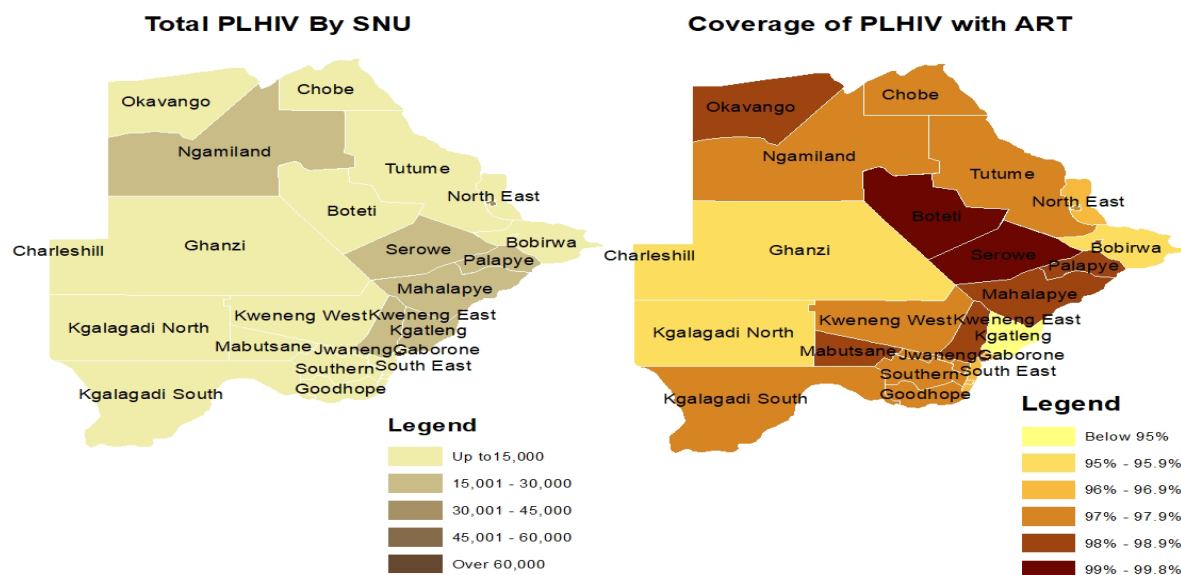 Total PLHIV By SNU
Okavango
Chobe
Ngamiland
Tutume
North East
Boteti
Bobirwa
Charleshill
Ghanzi
Serowe
Palapye
Mahalapye
Kweneng West
Kweneng East
Kgalagadi North
Kgatleng
Mabutsane
Jwaneng
Gaborone
Southern
South East
Goodhope
Kgalagadi South
Legend
Up to15,000
15,001 - 30,000
30,001 - 45,000
45,001 - 60,000
Over 60,000
Coverage of PLHIV with ART
Okavango
Chobe
Ngamiland
Tutume
North East
Boteti
Bobirwa
Charleshill
Ghanzi
Serowe
Palapye
Mahalapye
Kweneng West
Kweneng East
Kgalagadi North
Kgatleng
Mabutsane
Jwaneng
Gaborone
Southern
South East
Goodhope
Kgalagadi South
Legend
Below 95%
95% - 95.9%
96% - 96.9%
97% - 97.9%
98% - 98.9%
99% - 99.8%